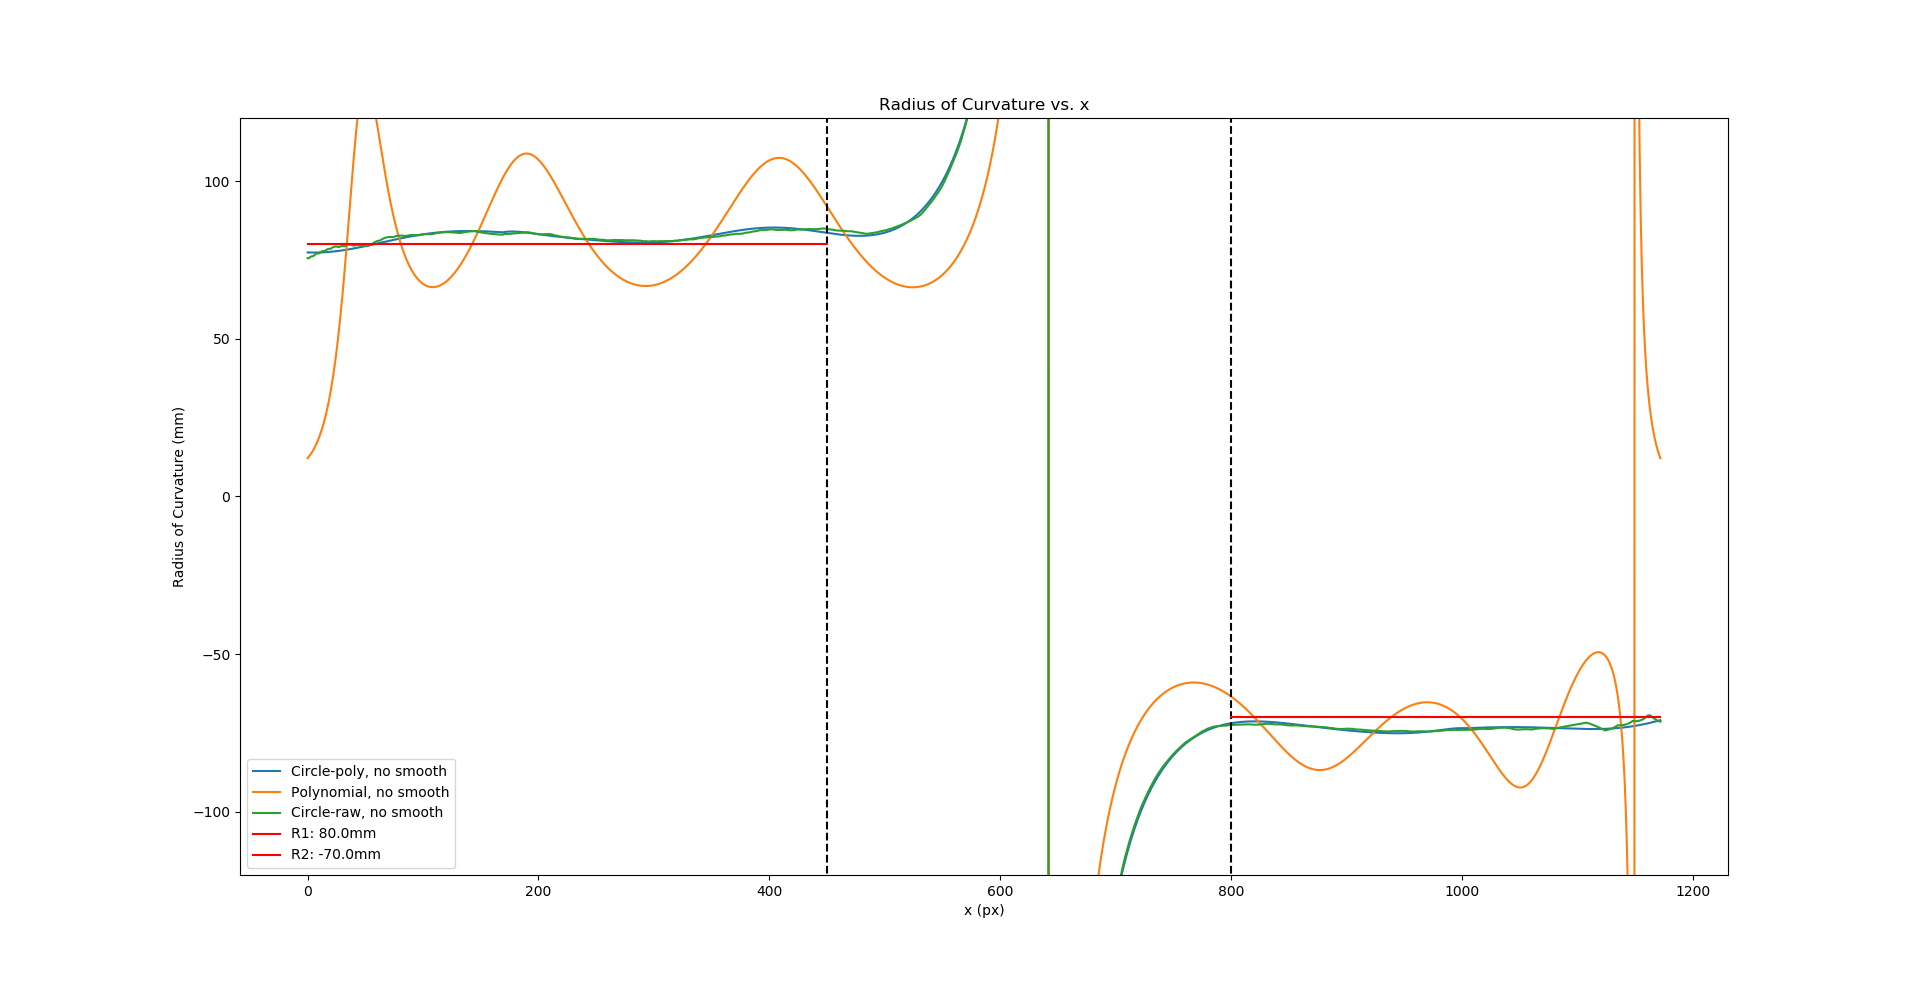 Radius of Curvature vs. x
Radius of Curvature (mm)
100
50
0
−50
−100
Circle-poly, no smooth
Polynomial, no smooth
Circle-raw, no smooth
R1: 80.0mm
R2: -70.0mm
0 200 400 600 800 1000 1200
x (px)